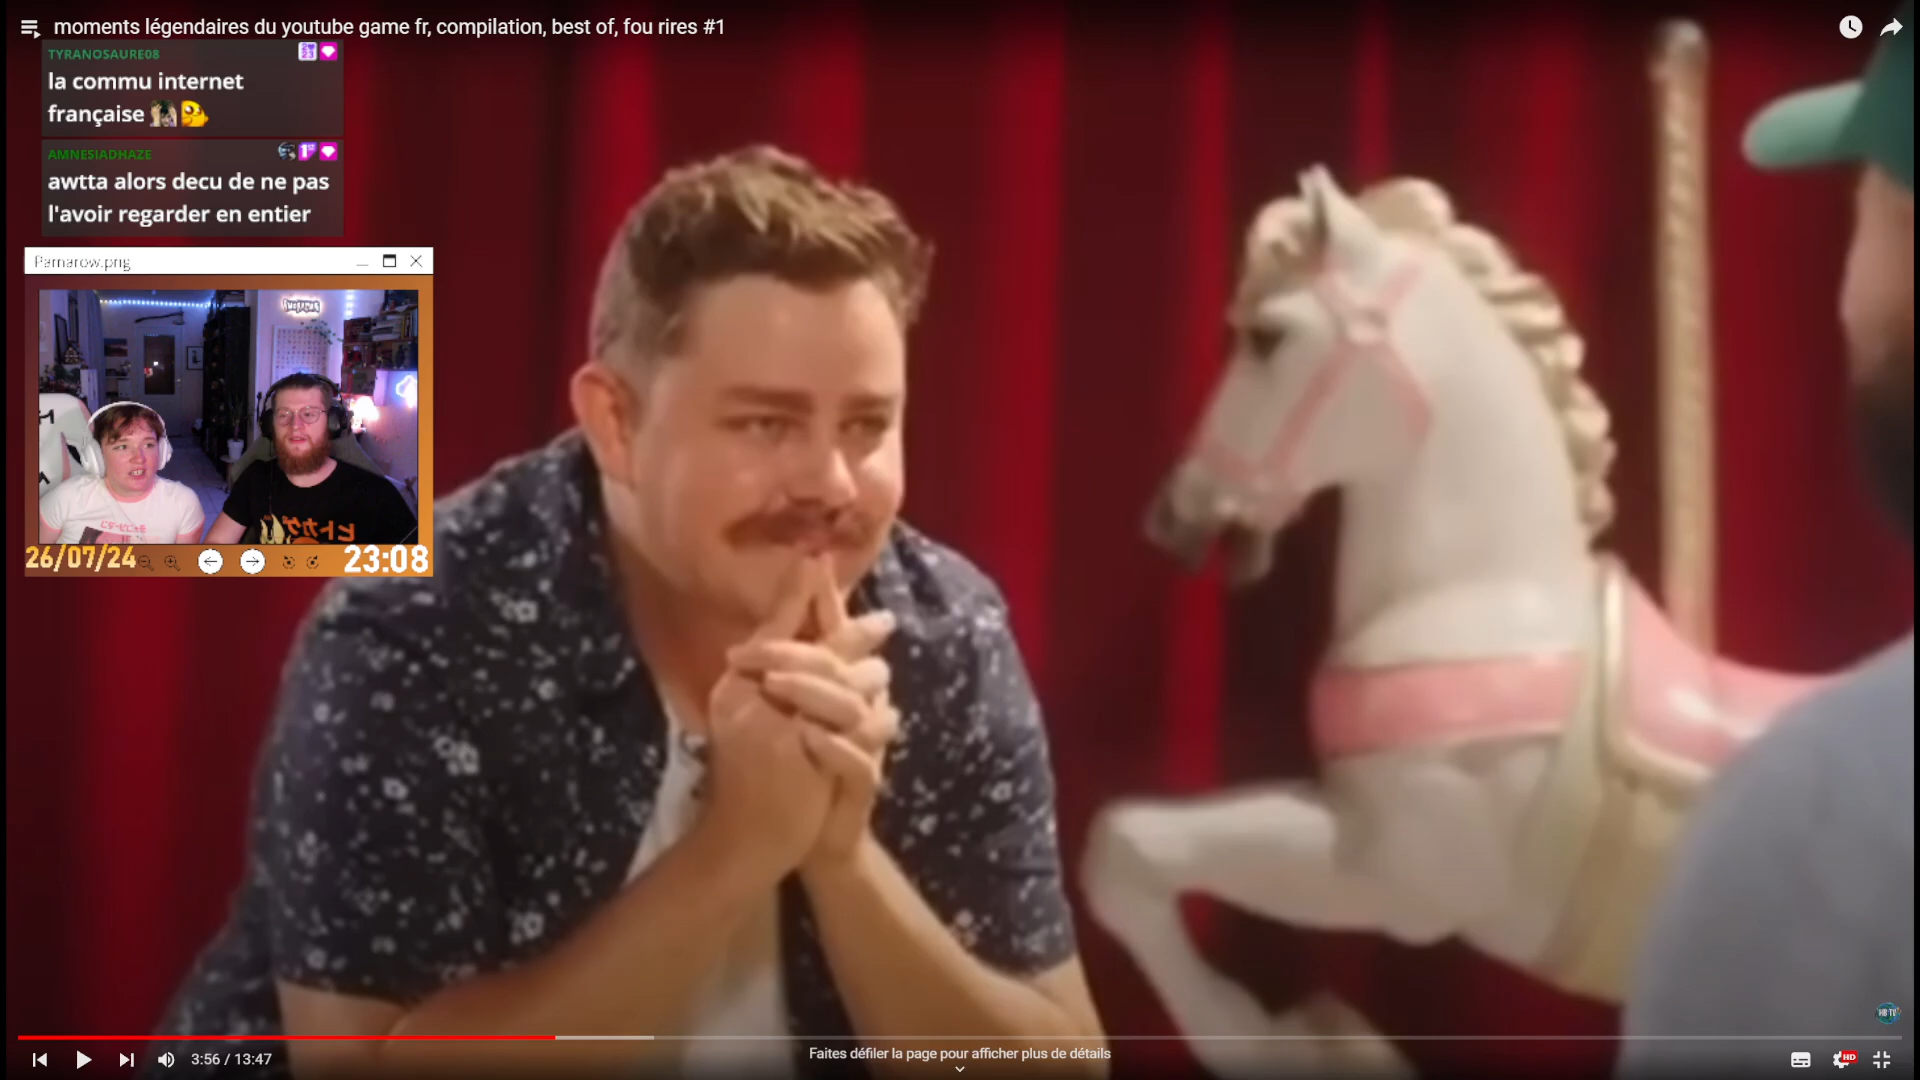 moments légendaires du youtube game fr, compilation, best of, fou rires #1
TYRANOSAURE08
la commu internet
française
AMNESIADHAZE
awtta alors decu de ne pas
l'avoir regarder en entier
Pamarow.png
26/07/24
23:08
3:56 / 13:47
Faites défiler la page pour afficher plus de détails
HD